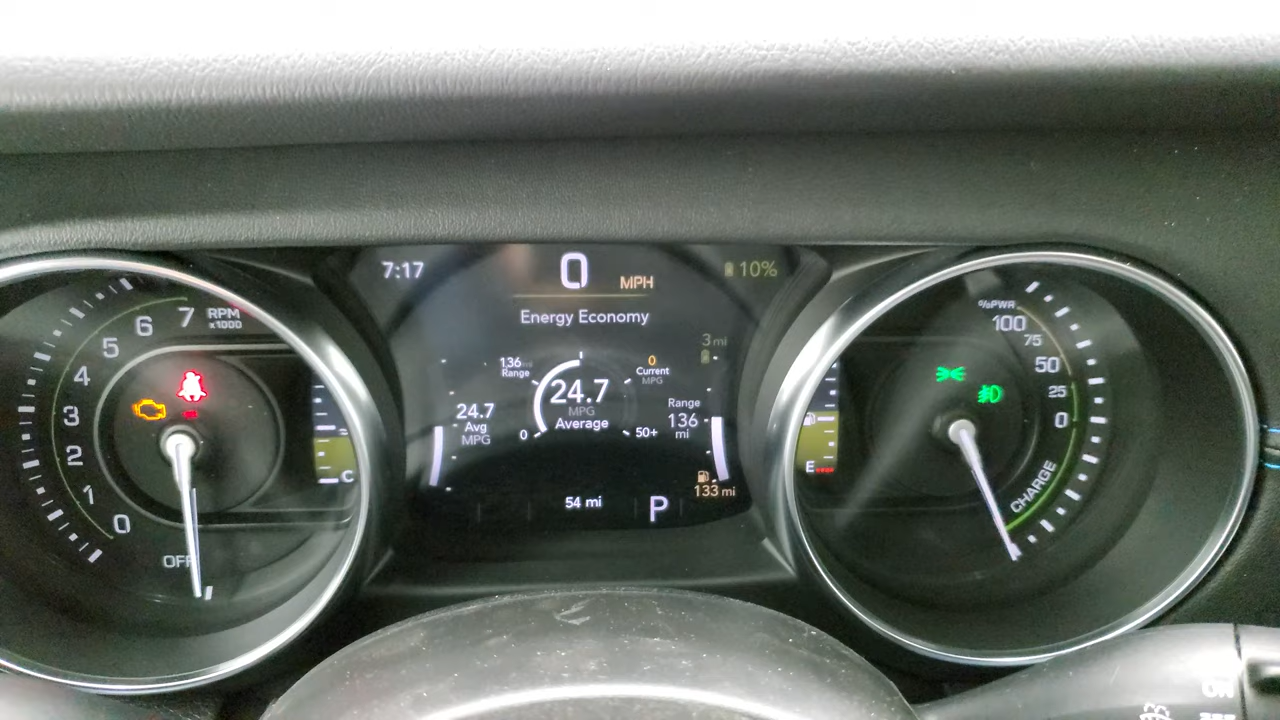 7:17
0 MPH
10%
Energy Economy
136 mi
Range
24.7
MPG
Average
0
50+
0
Current
MPG
24.7
Avg
MPG
3 mi
Range
136
mi
133 mi
54 mi
P
RPM
x1000
7
6
5
4
3
2
1
0
OFF
C
%PWR
100
75
50
25
0
CHARGE
E
ON